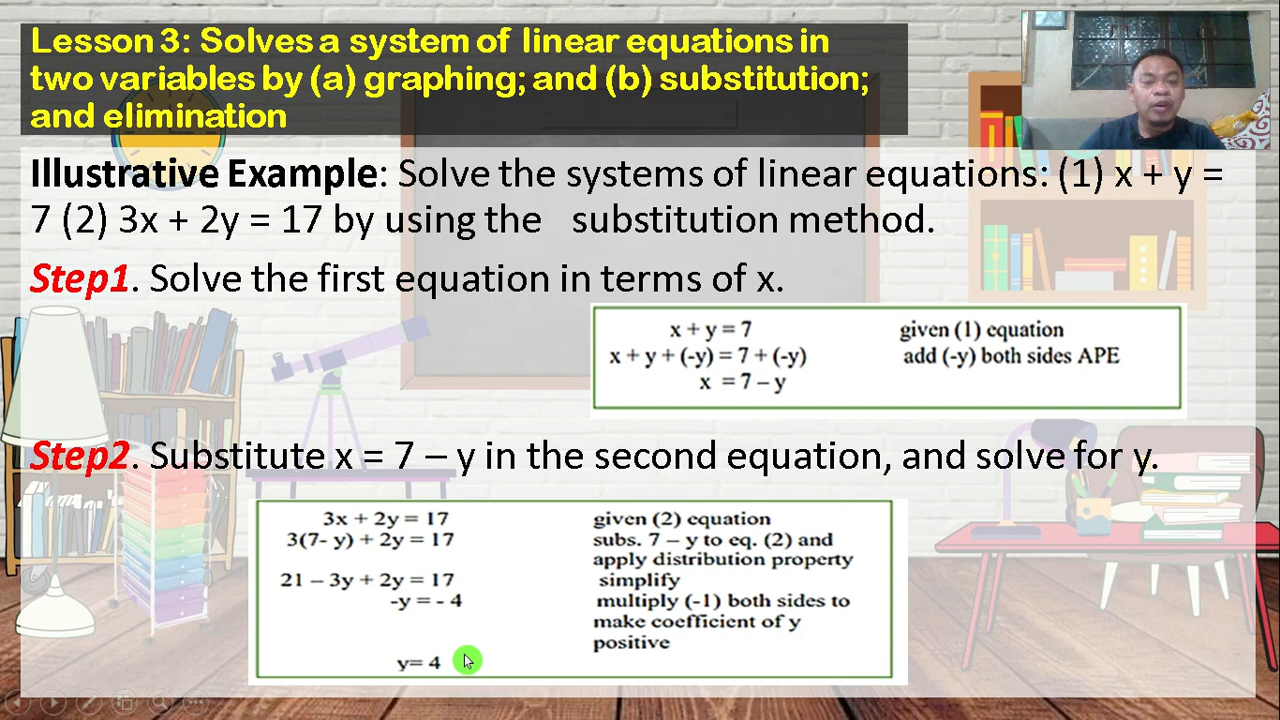 Lesson 3: Solves a system of linear equations in
two variables by (a) graphing; and (b) substitution;
and elimination
Illustrative Example: Solve the systems of linear equations: (1) x + y =
7 (2) 3x + 2y = 17 by using the substitution method.
Step1. Solve the first equation in terms of x.
x + y = 7 given (1) equation
x + y + (-y) = 7 + (-y) add (-y) both sides APE
x = 7 – y
Step2. Substitute x = 7 – y in the second equation, and solve for y.
3x + 2y = 17 given (2) equation
3(7- y) + 2y = 17 subs. 7 – y to eq. (2) and
apply distribution property
21 – 3y + 2y = 17 simplify
-y = - 4 multiply (-1) both sides to
make coefficient of y
positive
y= 4